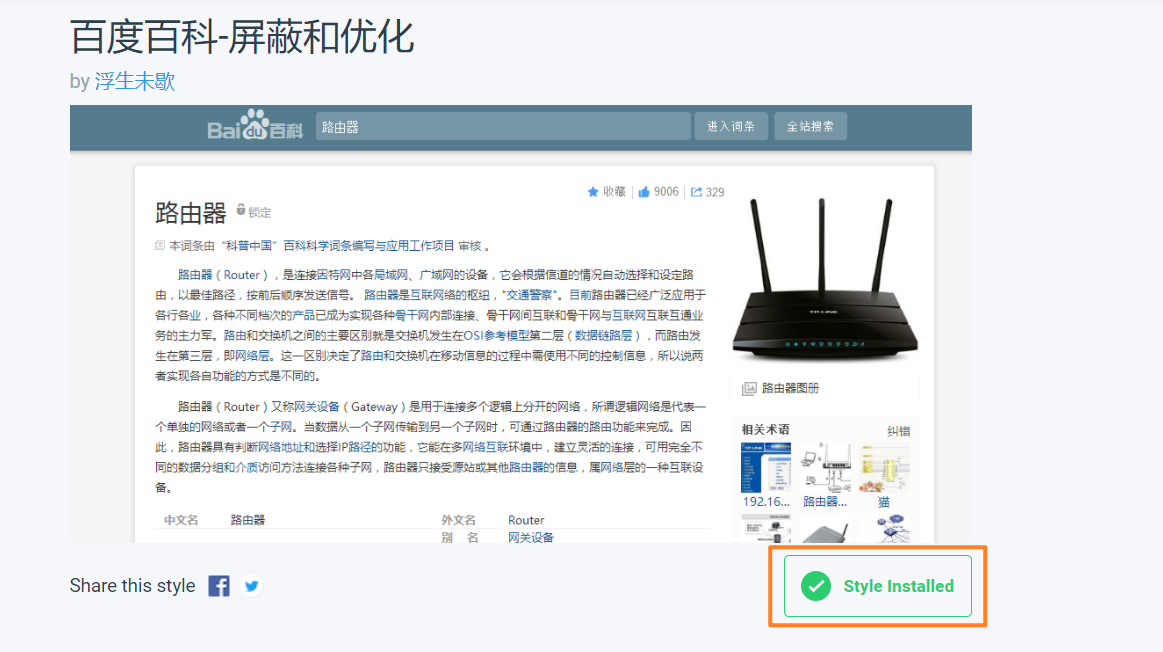 百度百科-屏蔽和优化
by 浮生未歇
Bai du 百科
路由器
进入词条
全站搜索
收藏 9006 329
路由器 锁定
本词条由 “科普中国” 百科科学词条编写与应用工作项目 审核 。
路由器（Router），是连接因特网中各局域网、广域网的设备，它会根据信道的情况自动选择和设定路
由，以最佳路径，按前后顺序发送信号。 路由器是互联网络的枢纽，"交通警察"。目前路由器已经广泛应用于
各行各业，各种不同档次的产品已成为实现各种骨干网内部连接、骨干网间互联和骨干网与互联网互联互通业
务的主力军。路由和交换机之间的主要区别就是交换机发生在OSI参考模型第二层（数据链路层），而路由发
生在第三层，即网络层。这一区别决定了路由和交换机在移动信息的过程中需使用不同的控制信息，所以说两
者实现各自功能的方式是不同的。
路由器（Router）又称网关设备（Gateway）是用于连接多个逻辑上分开的网络，所谓逻辑网络是代表一
个单独的网络或者一个子网。当数据从一个子网传输到另一个子网时，可通过路由器的路由功能来完成。因
此，路由器具有判断网络地址和选择IP路径的功能，它能在多网络互联环境中，建立灵活的连接，可用完全不
同的数据分组和介质访问方法连接各种子网，路由器只接受源站或其他路由器的信息，属网络层的一种互联设
备。
中文名 路由器
外文名 Router
别 名 网关设备
TP-LINK
路由器图册
相关术语 纠错
192.16... 路由器... 猫
Share this style
Style Installed